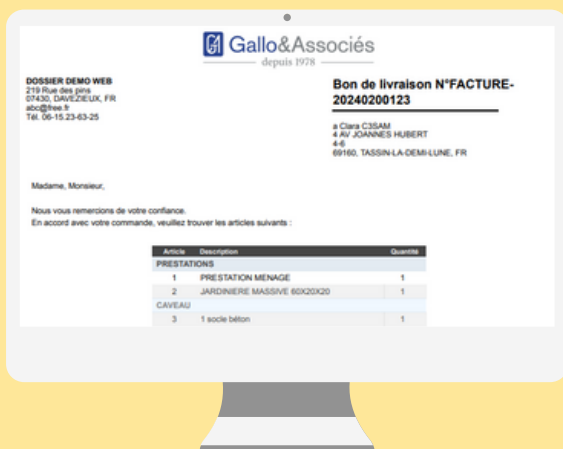 Gallo&Associés
depuis 1978
DOSSIER DEMO WEB
219 Rue des pins
07430, DAVEZIEUX, FR
abc@free.fr
Tél. 06-15-23-63-25
Bon de livraison N°FACTURE-
20240200123
a Clara C3SAM
4 AV JOANNES HUBERT
4-6
69160, TASSIN-LA-DEMI-LUNE, FR
Madame, Monsieur,
Nous vous remercions de votre confiance.
En accord avec votre commande, veuillez trouver les articles suivants :
Article Description Quantité
PRESTATIONS
1 PRESTATION MENAGE 1
2 JARDINIERE MASSIVE 60X20X20 1
CAVEAU
3 1 socle béton 1